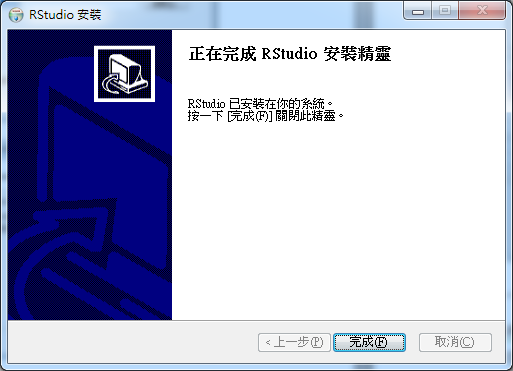 RStudio 安裝
正在完成 RStudio 安裝精靈
RStudio 已安裝在你的系統。
按一下 [完成(F)] 關閉此精靈。
< 上一步(P)
完成(F)
取消(C)